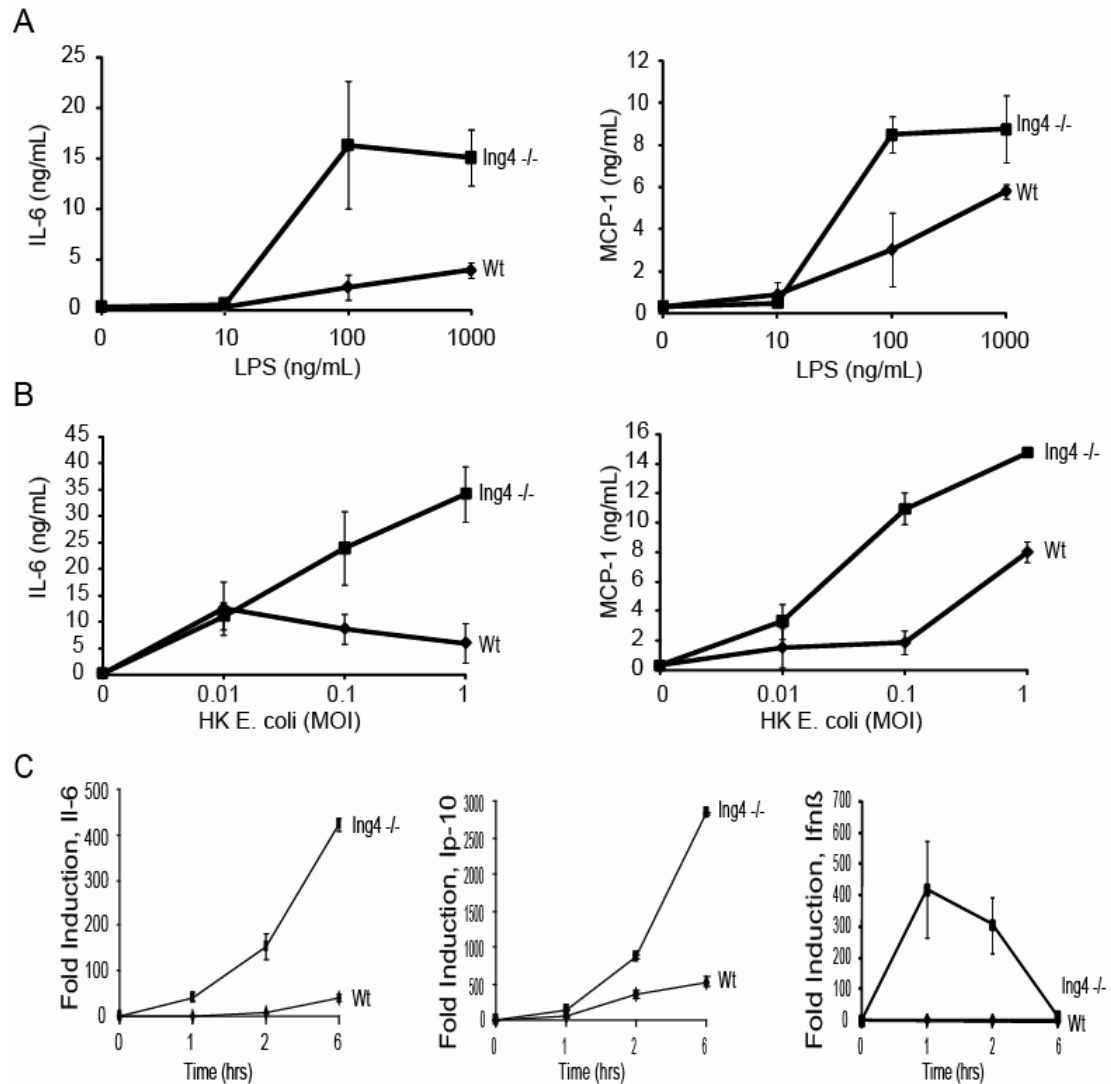 A
IL-6 (ng/mL)
25
20
15
10
5
0
Ing4 -/-
Wt
0 10 100 1000
LPS (ng/mL)
MCP-1 (ng/mL)
12
10
8
6
4
2
0
Ing4 -/-
Wt
0 10 100 1000
LPS (ng/mL)
B
IL-6 (ng/mL)
45
40
35
30
25
20
15
10
5
0
Ing4 -/-
Wt
0 0.01 0.1 1
HK E. coli (MOI)
MCP-1 (ng/mL)
16
14
12
10
8
6
4
2
0
Ing4 -/-
Wt
0 0.01 0.1 1
HK E. coli (MOI)
C
Fold Induction, Il-6
500
400
300
200
100
0
Ing4 -/-
Wt
0 1 2 6
Time (hrs)
Fold Induction, Ip-10
3000
2500
2000
1500
1000
500
0
Ing4 -/-
Wt
0 1 2 6
Time (hrs)
Fold Induction, Ifnß
700
600
500
400
300
200
100
0
Ing4 -/-
Wt
0 1 2 6
Time (hrs)